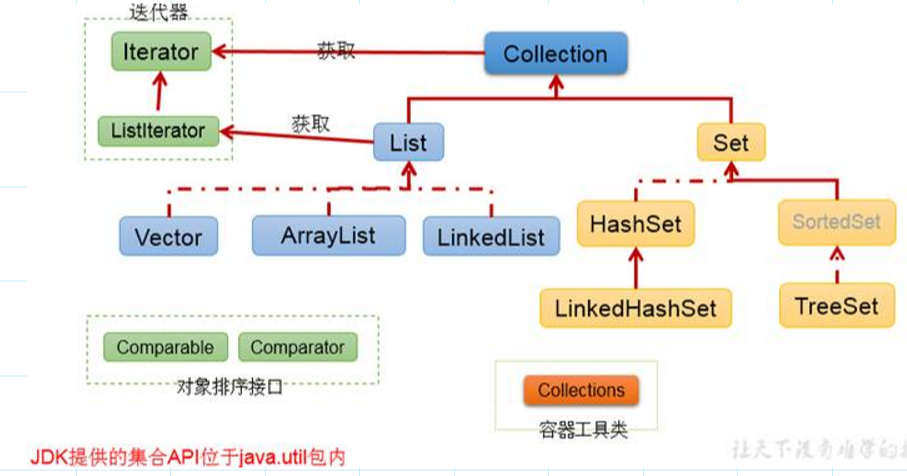 迭代器
Iterator
获取
Collection
ListIterator
获取
List
Set
Vector
ArrayList
LinkedList
HashSet
SortedSet
LinkedHashSet
TreeSet
Comparable
Comparator
对象排序接口
Collections
容器工具类
JDK提供的集合API位于java.util包内
让天下没有难学的